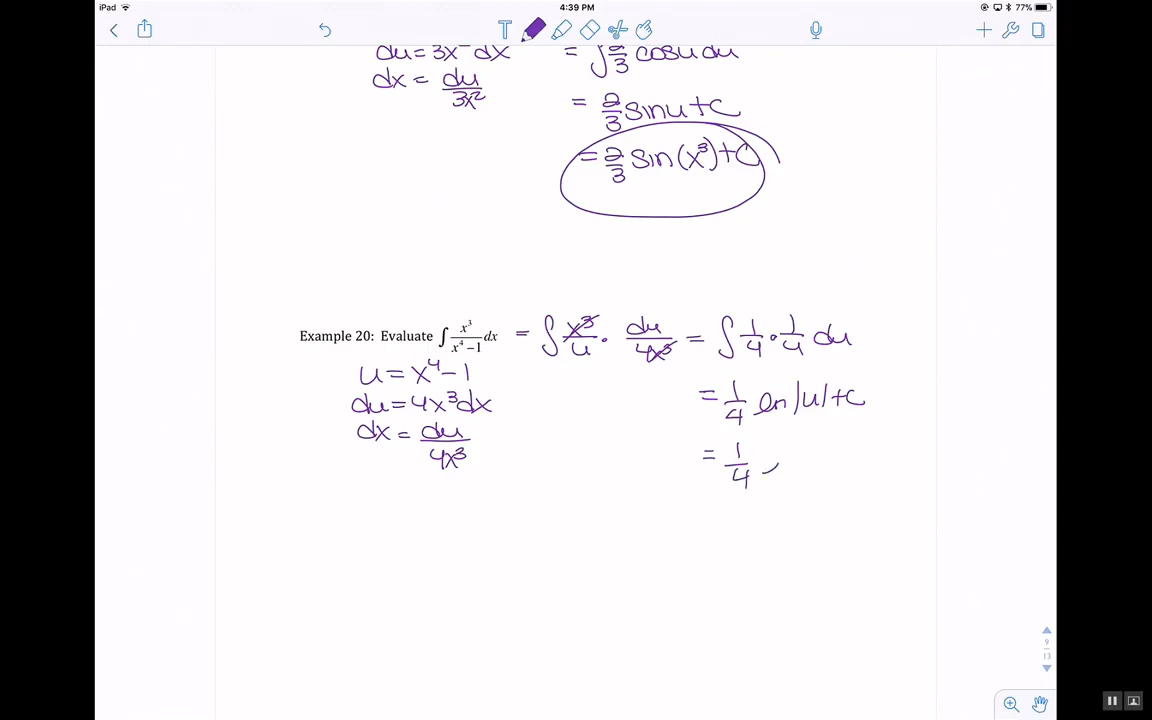 iPad 4:39 PM 77%
T
du = 3x² dx = ∫ 2/3 cos u du
dx = du/3x²
= 2/3 sin u + C
= 2/3 sin(x³) + C
Example 20: Evaluate ∫ x³/(x⁴ − 1) dx = ∫ x³/u · du/4x³ = ∫ 1/4 · 1/u du
u = x⁴ − 1
du = 4x³ dx = 1/4 ln|u| + C
dx = du/4x³
= 1/4
9
13